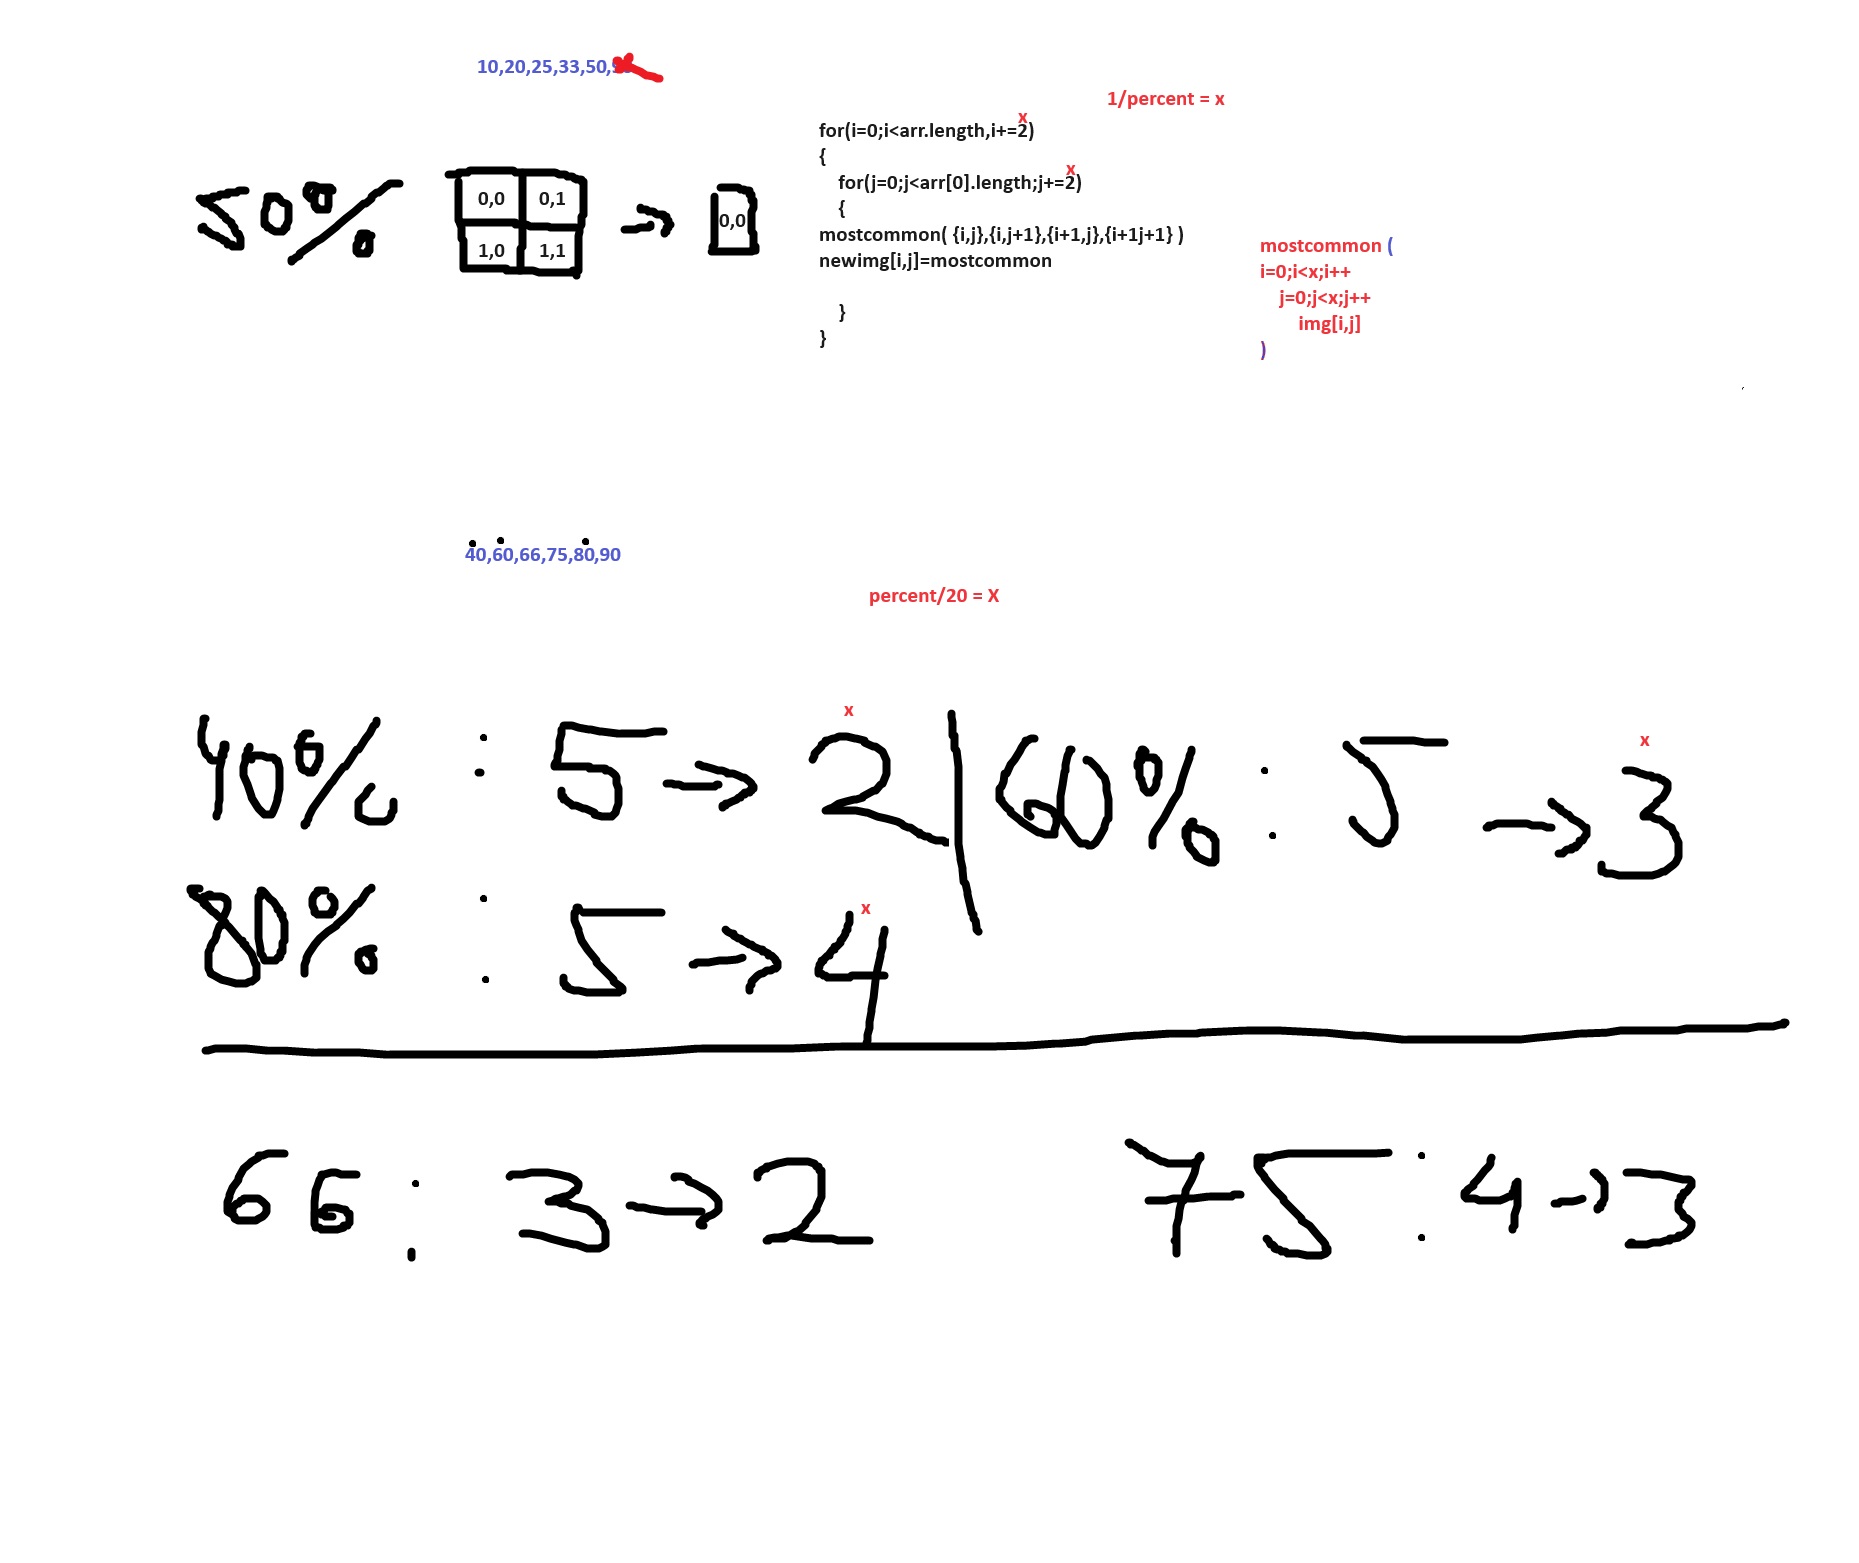 10,20,25,33,50,
1/percent = x
x
for(i=0;i<arr.length,i+=2)
{
x
for(j=0;j<arr[0].length;j+=2)
{
mostcommon( {i,j},{i,j+1},{i+1,j},{i+1j+1} )
newimg[i,j]=mostcommon
}
}
50%
0,0 0,1
1,0 1,1
0,0
mostcommon (
i=0;i<x;i++
j=0;j<x;j++
img[i,j]
)
40,60,66,75,80,90
percent/20 = X
x
40% : 5 → 2
x
60% : 5 → 3
x
80% : 5 → 4
66 : 3 → 2
75 : 4 → 3